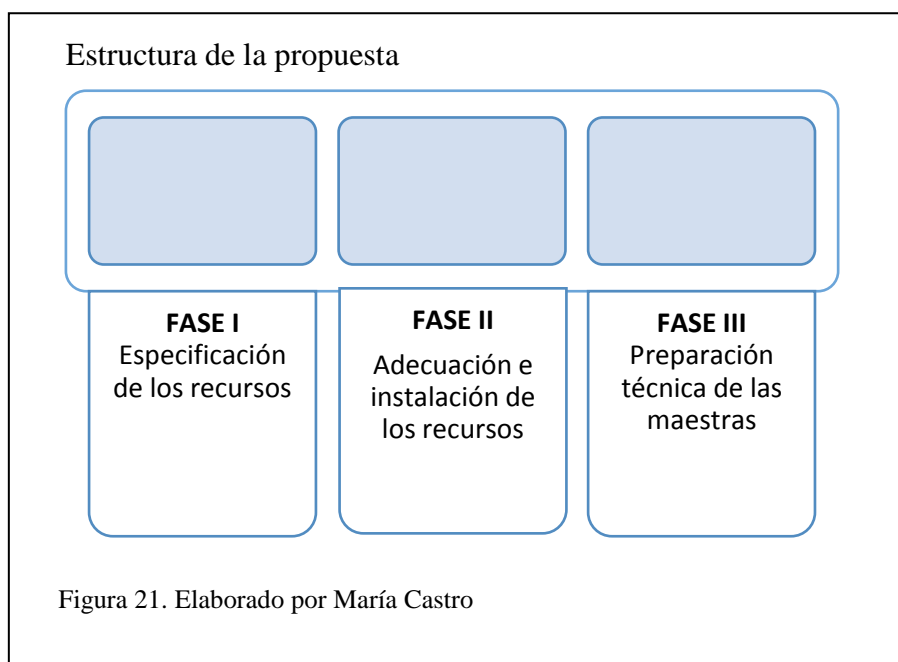 Estructura de la propuesta
FASE I
Especificación
de los recursos
FASE II
Adecuación e
instalación de
los recursos
FASE III
Preparación
técnica de las
maestras
Figura 21. Elaborado por María Castro